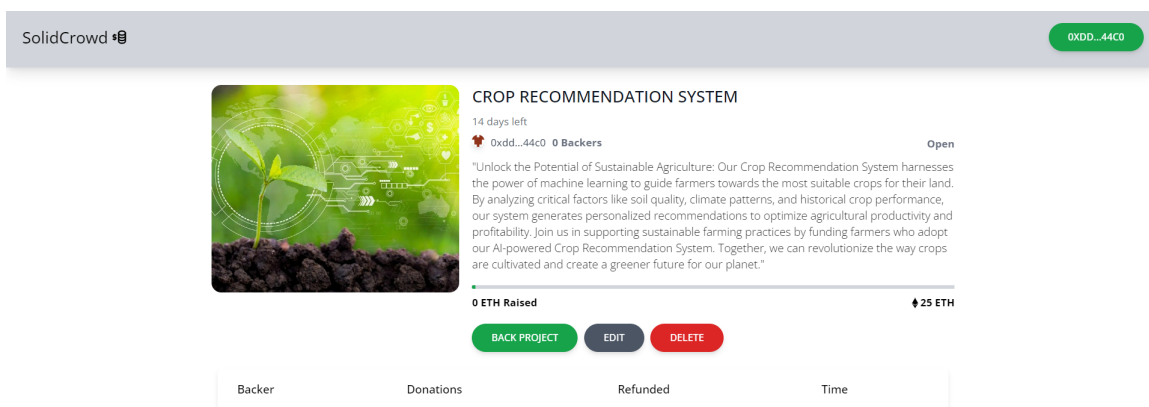 SolidCrowd
0XDD...44C0
CROP RECOMMENDATION SYSTEM
14 days left
0xdd...44c0 0 Backers
Open
"Unlock the Potential of Sustainable Agriculture: Our Crop Recommendation System harnesses
the power of machine learning to guide farmers towards the most suitable crops for their land.
By analyzing critical factors like soil quality, climate patterns, and historical crop performance,
our system generates personalized recommendations to optimize agricultural productivity and
profitability. Join us in supporting sustainable farming practices by funding farmers who adopt
our AI-powered Crop Recommendation System. Together, we can revolutionize the way crops
are cultivated and create a greener future for our planet."
0 ETH Raised
25 ETH
BACK PROJECT
EDIT
DELETE
Backer
Donations
Refunded
Time